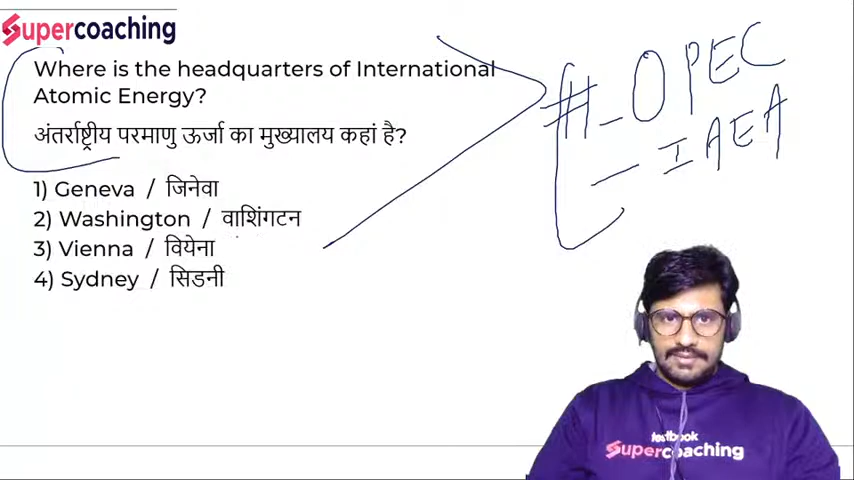 Supercoaching
Where is the headquarters of International
Atomic Energy?
अंतर्राष्ट्रीय परमाणु ऊर्जा का मुख्यालय कहां है?
1) Geneva / जिनेवा
2) Washington / वाशिंगटन
3) Vienna / वियेना
4) Sydney / सिडनी
# - OPEC
- IAEA
testbook
Supercoaching